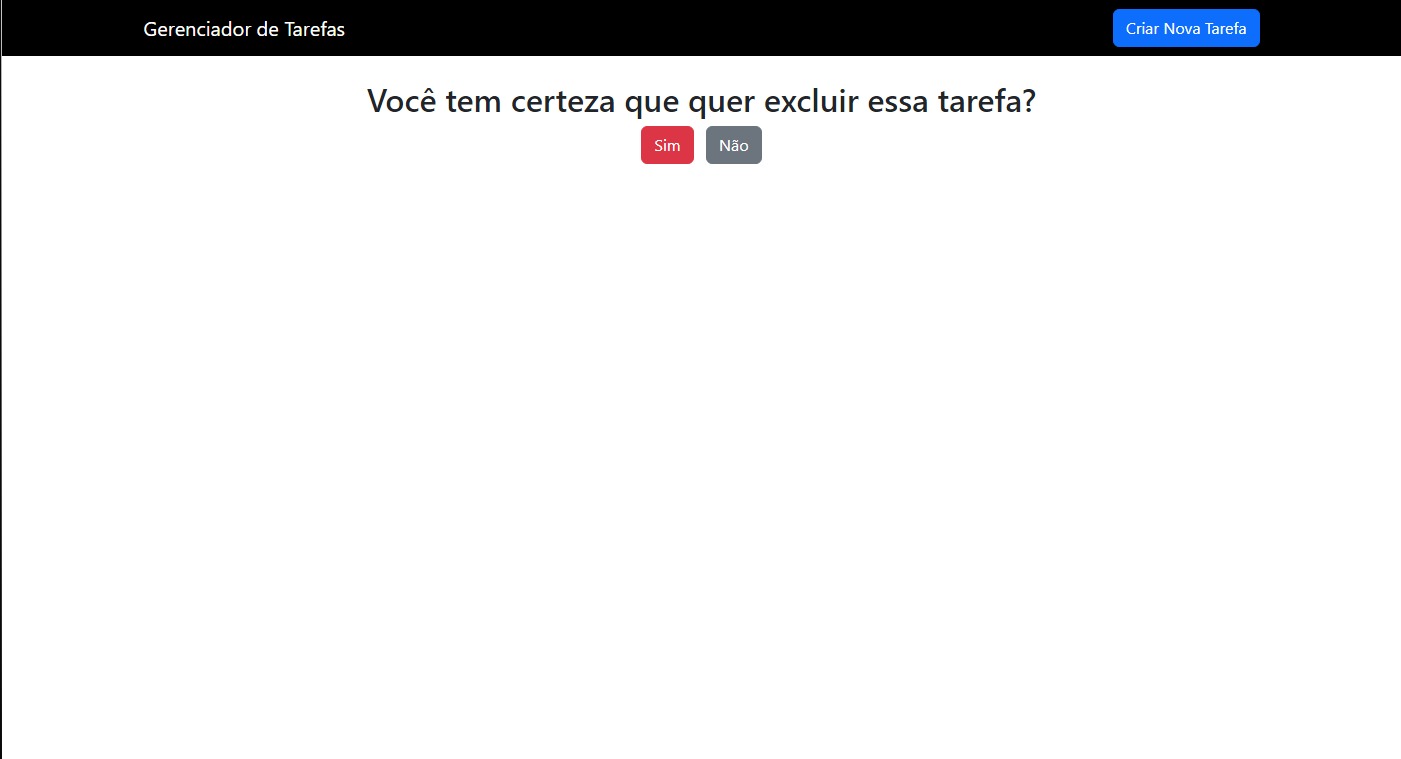 Gerenciador de Tarefas
Criar Nova Tarefa
Você tem certeza que quer excluir essa tarefa?
Sim
Não